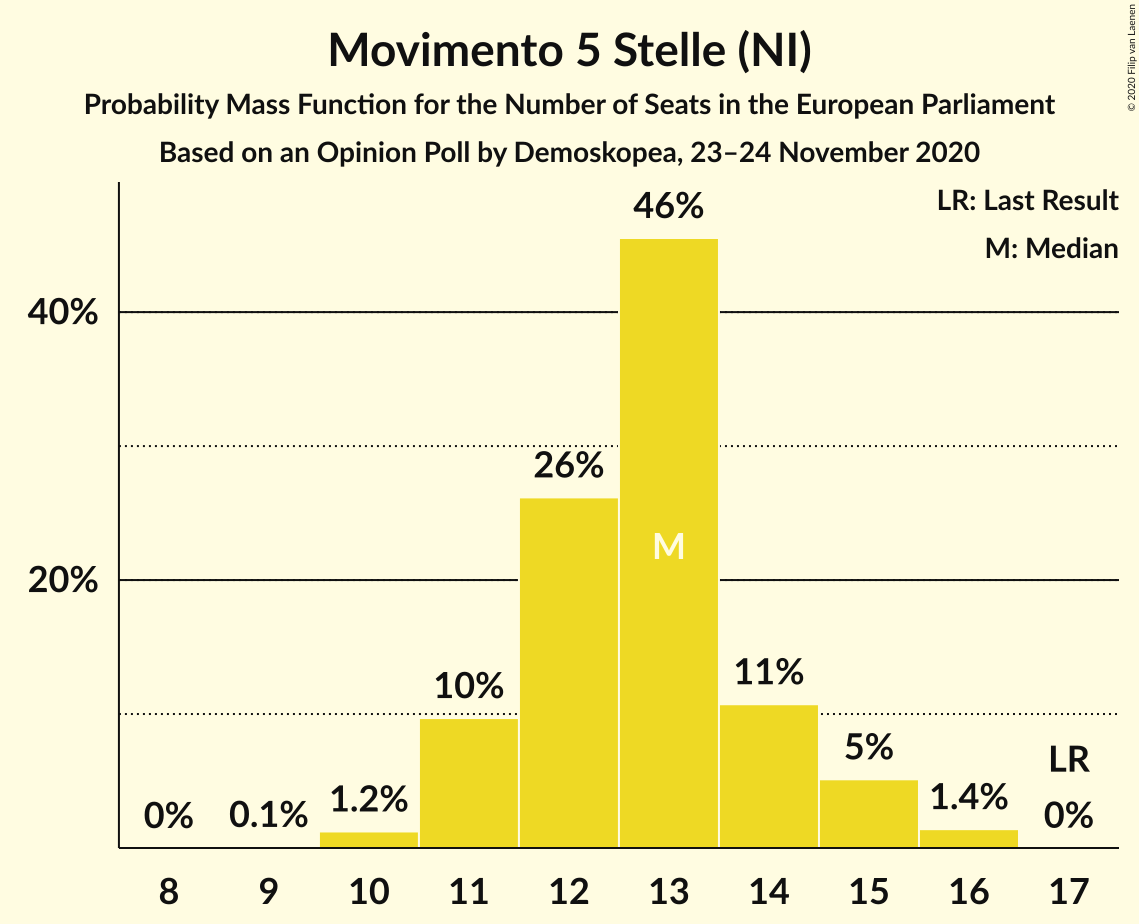 Movimento 5 Stelle (NI)
Probability Mass Function for the Number of Seats in the European Parliament
Based on an Opinion Poll by Demoskopea, 23–24 November 2020
© 2020 Filip van Laenen
LR: Last Result
M: Median
40%
20%
0%
0.1%
1.2%
10%
26%
46%
M
11%
5%
1.4%
LR
0%
8 9 10 11 12 13 14 15 16 17